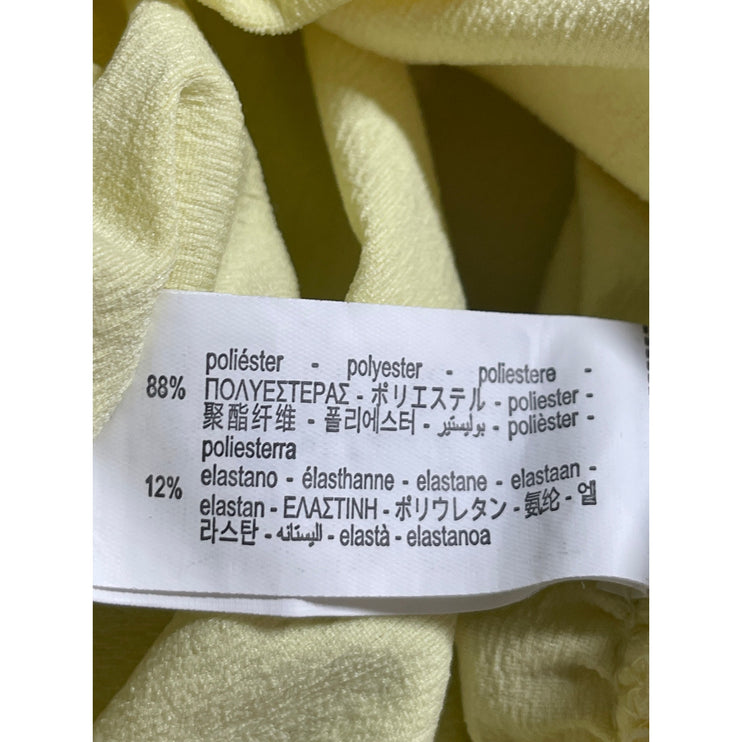 poliéster - polyester - poliestere -
88% ΠΟΛΥΕΣΤΕΡΑΣ - ポリエステル - poliester -
聚酯纤维 - 폴리에스터 - بوليستير - polièster -
poliesterra
12% elastano - élasthanne - elastane - elastaan -
elastan - ΕΛΑΣΤΙΝΗ - ポリウレタン - 氨纶 - 엘
라스탄 - اليستانه - elastà - elastanoa